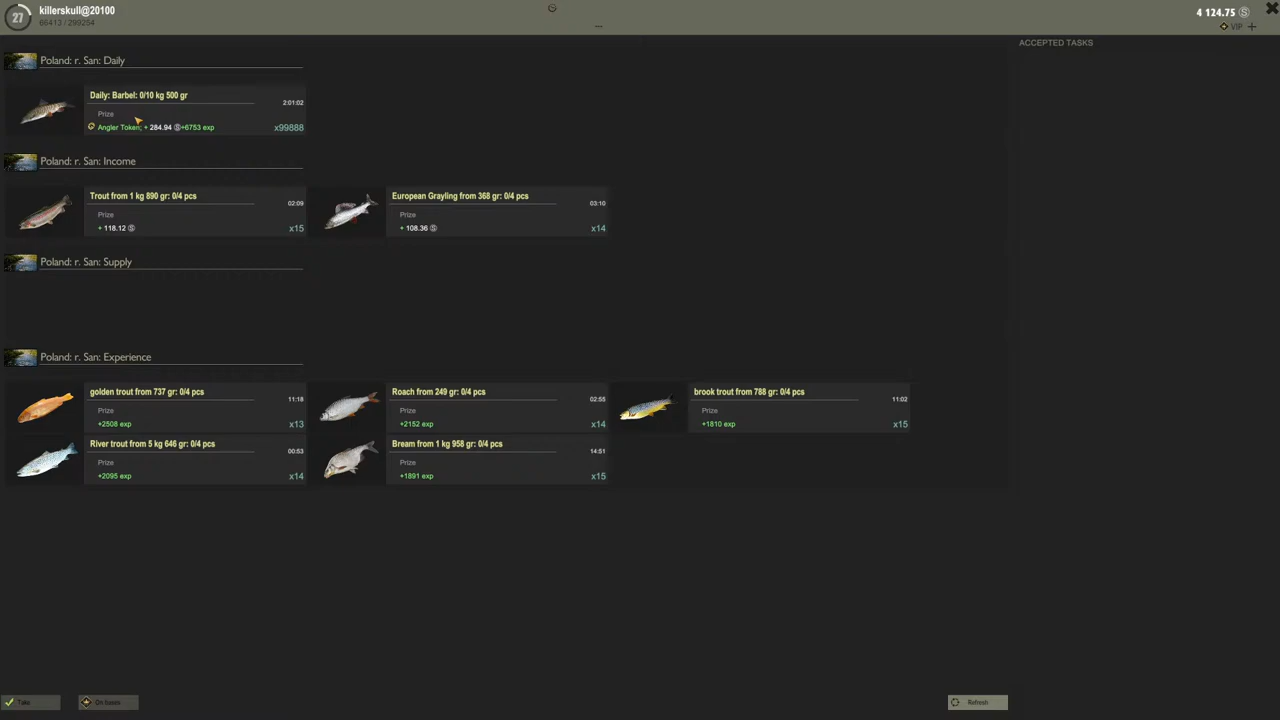 27
killerskull@20100
66413 / 299254
4 124.75 Ⓢ
VIP +
ACCEPTED TASKS
Poland: r. San: Daily
Daily: Barbel: 0/10 kg 500 gr
2:01:02
Prize
Angler Token; + 284.94 Ⓢ+6753 exp
x99888
Poland: r. San: Income
Trout from 1 kg 890 gr: 0/4 pcs
02:09
Prize
+ 118.12 Ⓢ
x15
European Grayling from 368 gr: 0/4 pcs
03:10
Prize
+ 108.36 Ⓢ
x14
Poland: r. San: Supply
Poland: r. San: Experience
golden trout from 737 gr: 0/4 pcs
11:18
Prize
+2508 exp
x13
Roach from 249 gr: 0/4 pcs
02:55
Prize
+2152 exp
x14
brook trout from 788 gr: 0/4 pcs
11:02
Prize
+1810 exp
x15
River trout from 5 kg 646 gr: 0/4 pcs
00:53
Prize
+2095 exp
x14
Bream from 1 kg 958 gr: 0/4 pcs
14:51
Prize
+1891 exp
x15
Take
On bases
Refresh